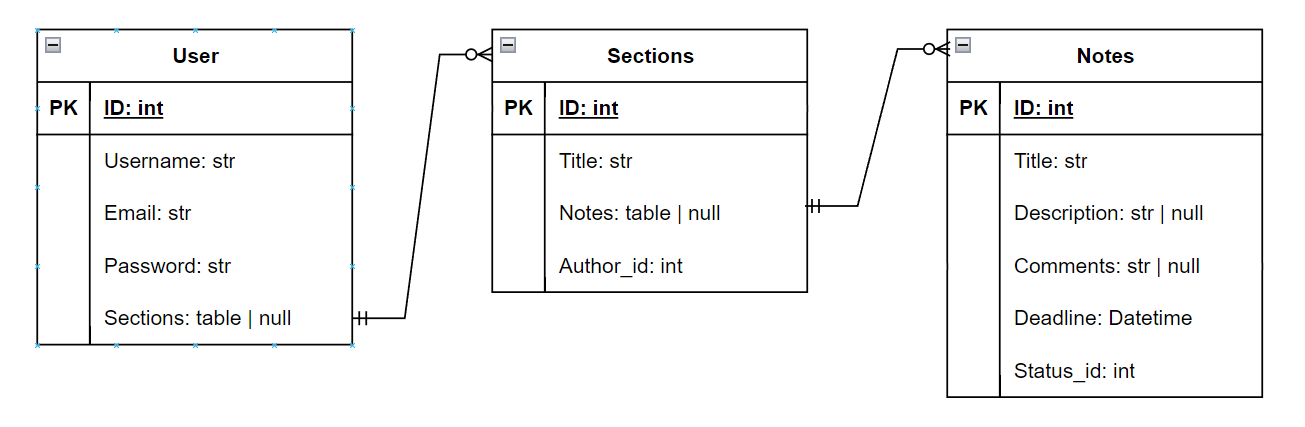 User
PK
ID: int
Username: str
Email: str
Password: str
Sections: table | null
Sections
PK
ID: int
Title: str
Notes: table | null
Author_id: int
Notes
PK
ID: int
Title: str
Description: str | null
Comments: str | null
Deadline: Datetime
Status_id: int